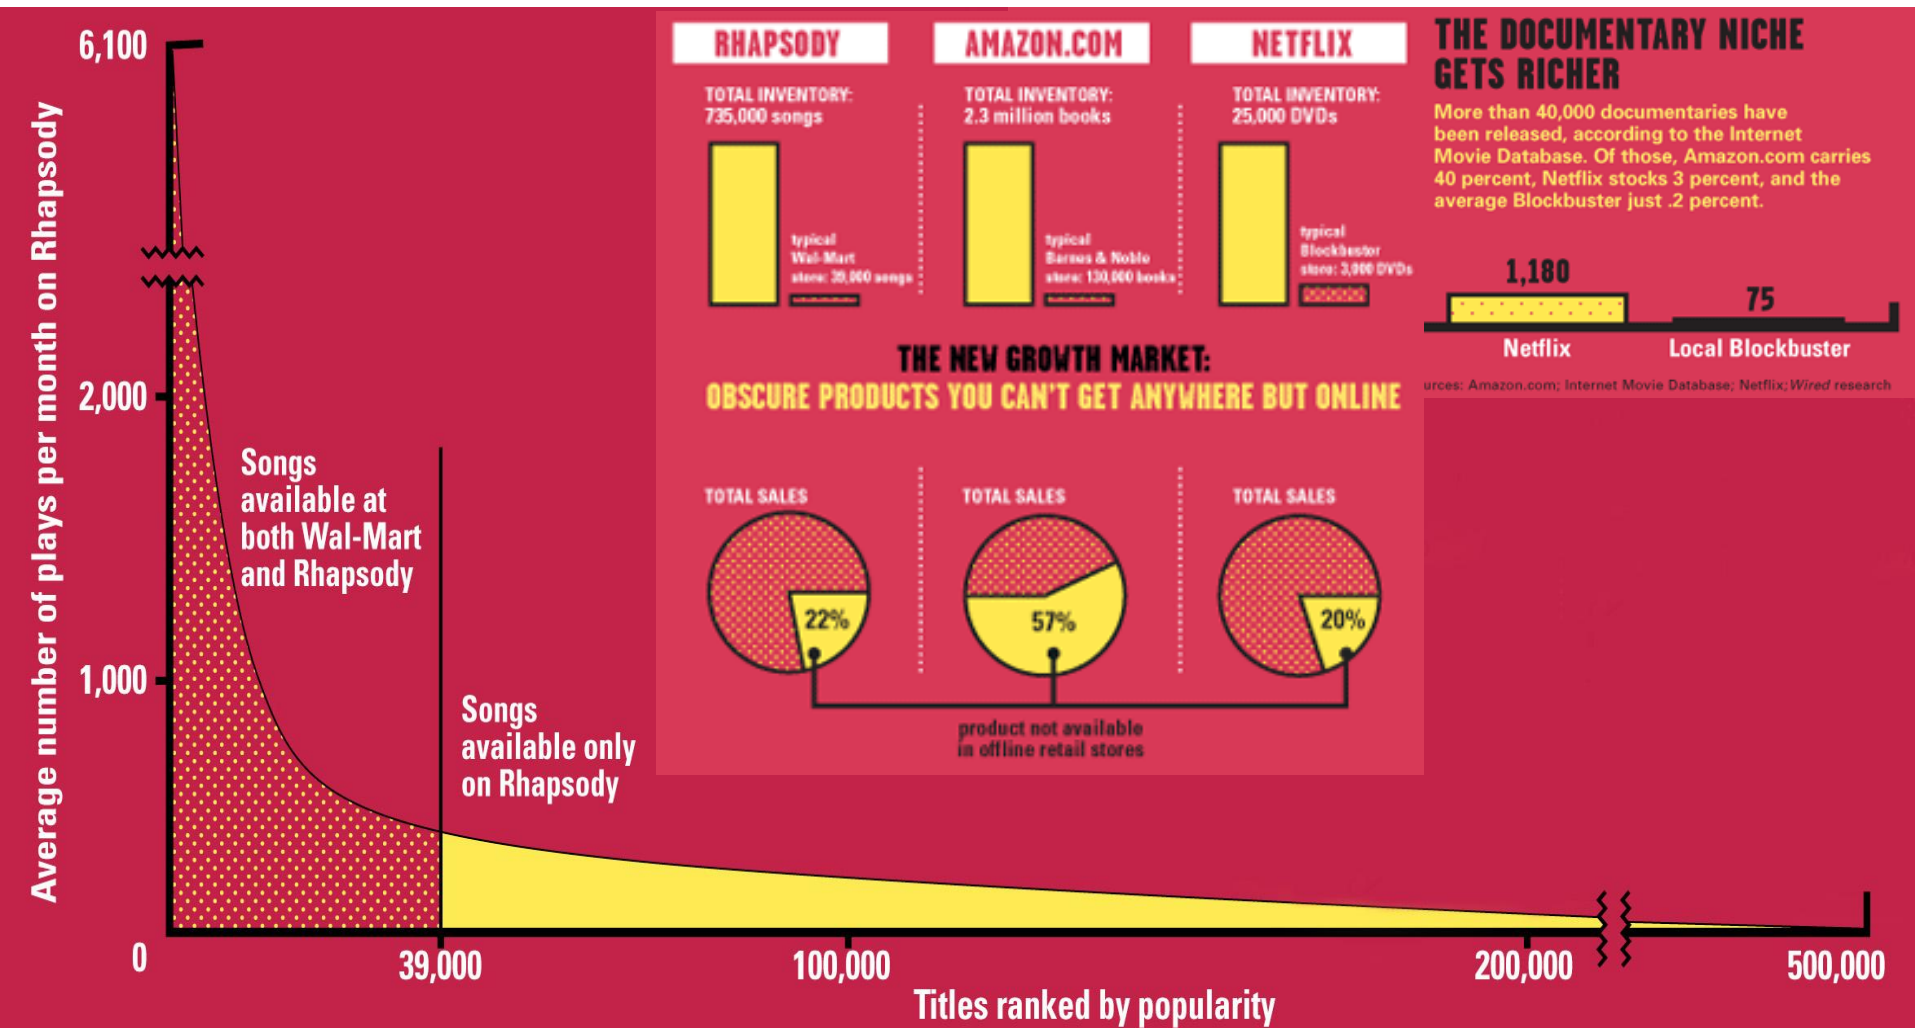 6,100
2,000
1,000
0
Average number of plays per month on Rhapsody
Songs
available at
both Wal-Mart
and Rhapsody
Songs
available only
on Rhapsody
39,000
100,000
200,000
500,000
Titles ranked by popularity
RHAPSODY
TOTAL INVENTORY:
735,000 songs
typical
Wal-Mart
store: 39,000 songs
AMAZON.COM
TOTAL INVENTORY:
2.3 million books
typical
Barnes & Noble
store: 130,000 books
NETFLIX
TOTAL INVENTORY:
25,000 DVDs
typical
Blockbustor
store: 3,000 DVDs
THE NEW GROWTH MARKET:
OBSCURE PRODUCTS YOU CAN'T GET ANYWHERE BUT ONLINE
TOTAL SALES
22%
TOTAL SALES
57%
TOTAL SALES
20%
product not available
in offline retail stores
THE DOCUMENTARY NICHE
GETS RICHER
More than 40,000 documentaries have
been released, according to the Internet
Movie Database. Of those, Amazon.com carries
40 percent, Netflix stocks 3 percent, and the
average Blockbuster just .2 percent.
1,180
75
Netflix
Local Blockbuster
urces: Amazon.com; Internet Movie Database; Netflix; Wired research